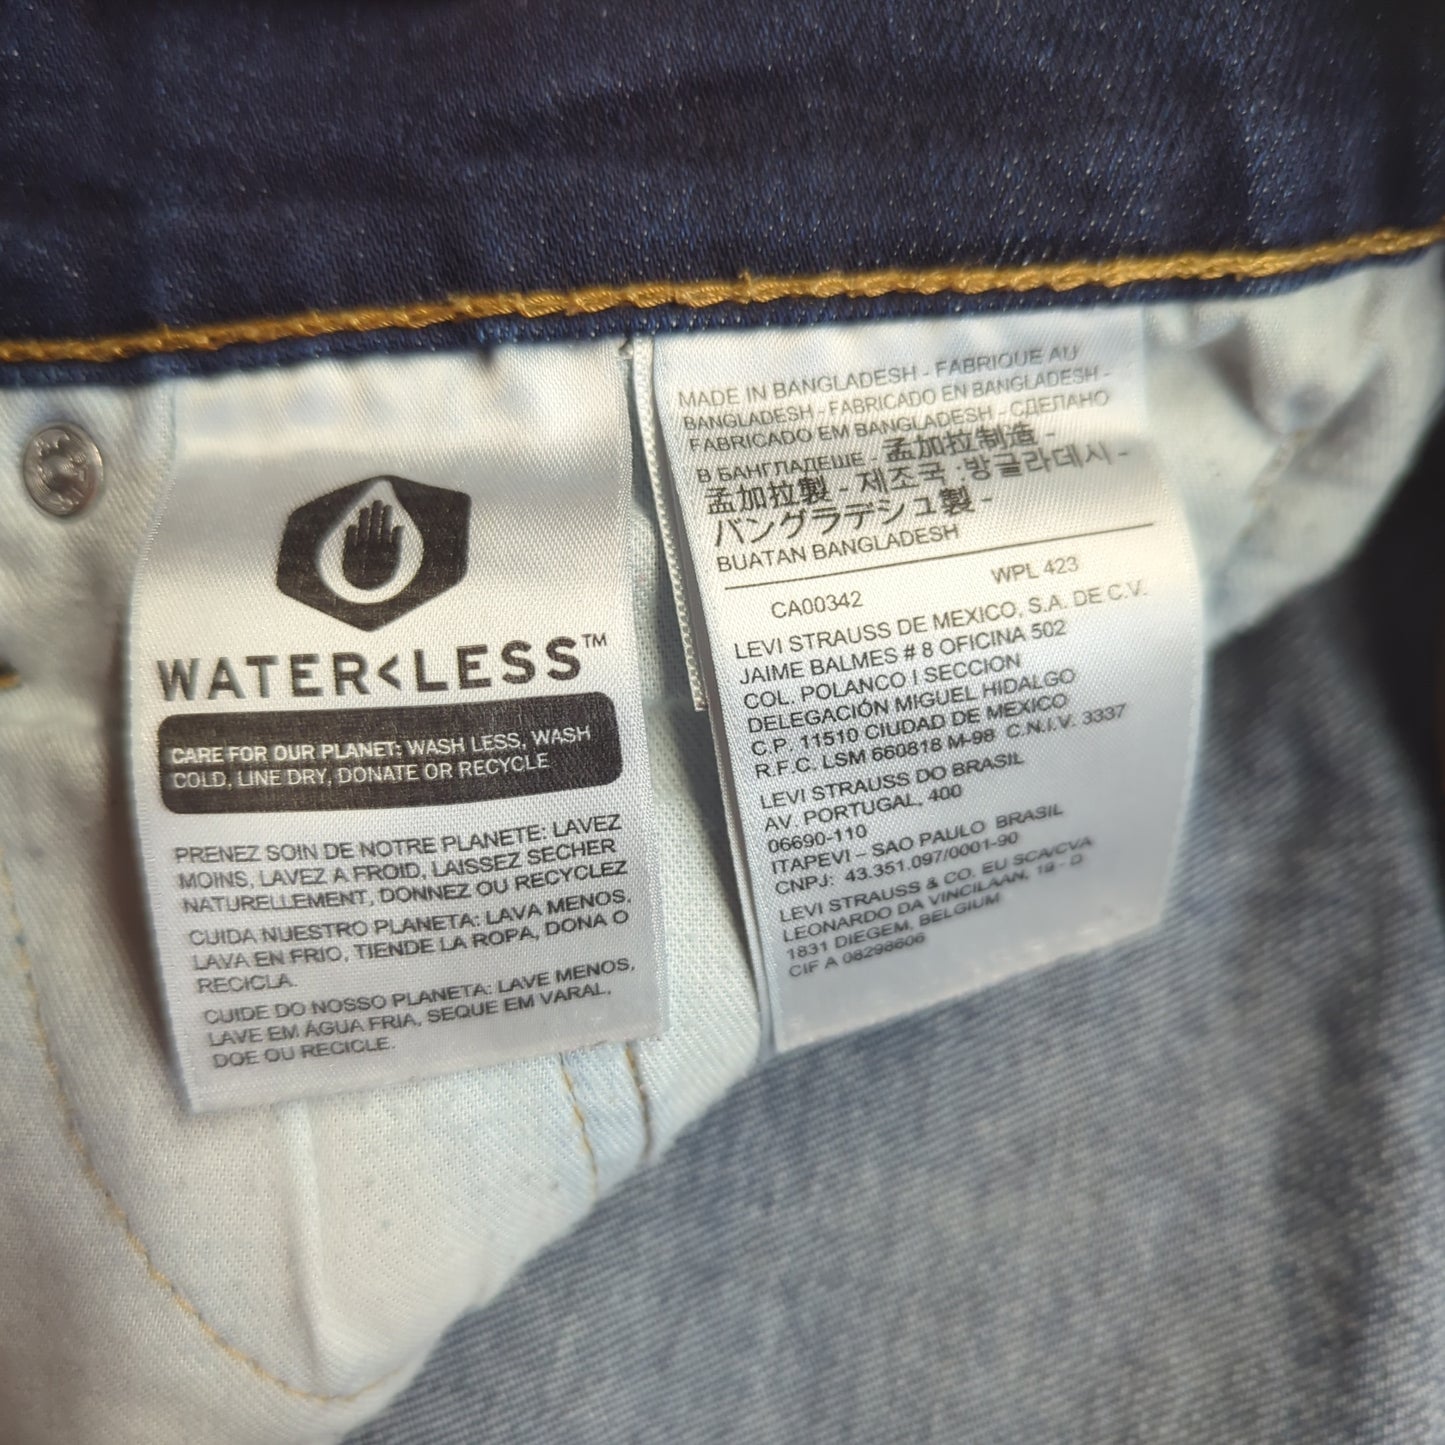 WATER<LESS™
CARE FOR OUR PLANET: WASH LESS, WASH
COLD, LINE DRY, DONATE OR RECYCLE
PRENEZ SOIN DE NOTRE PLANETE: LAVEZ
MOINS, LAVEZ A FROID, LAISSEZ SECHER
NATURELLEMENT, DONNEZ OU RECYCLEZ
CUIDA NUESTRO PLANETA: LAVA MENOS,
LAVA EN FRIO, TIENDE LA ROPA, DONA O
RECICLA.
CUIDE DO NOSSO PLANETA: LAVE MENOS,
LAVE EM ÁGUA FRIA, SEQUE EM VARAL,
DOE OU RECICLE.
MADE IN BANGLADESH - FABRIQUE AU
BANGLADESH - FABRICADO EN BANGLADESH -
FABRICADO EM BANGLADESH - СДЕЛАНО
В БАНГЛАДЕШЕ - 孟加拉制造 -
孟加拉製 - 제조국 :방글라데시 -
バングラデシュ製 -
BUATAN BANGLADESH
CA00342 WPL 423
LEVI STRAUSS DE MEXICO, S.A. DE C.V.
JAIME BALMES # 8 OFICINA 502
COL. POLANCO I SECCION
DELEGACIÓN MIGUEL HIDALGO
C.P. 11510 CIUDAD DE MEXICO
R.F.C. LSM 660818 M-98 C.N.I.V. 3337
LEVI STRAUSS DO BRASIL
AV PORTUGAL, 400
06690-110
ITAPEVI – SAO PAULO BRASIL
CNPJ: 43.351.097/0001-90
LEVI STRAUSS & CO. EU SCA/CVA
LEONARDO DA VINCILAAN, 19 - D
1831 DIEGEM, BELGIUM
CIF A 08298606